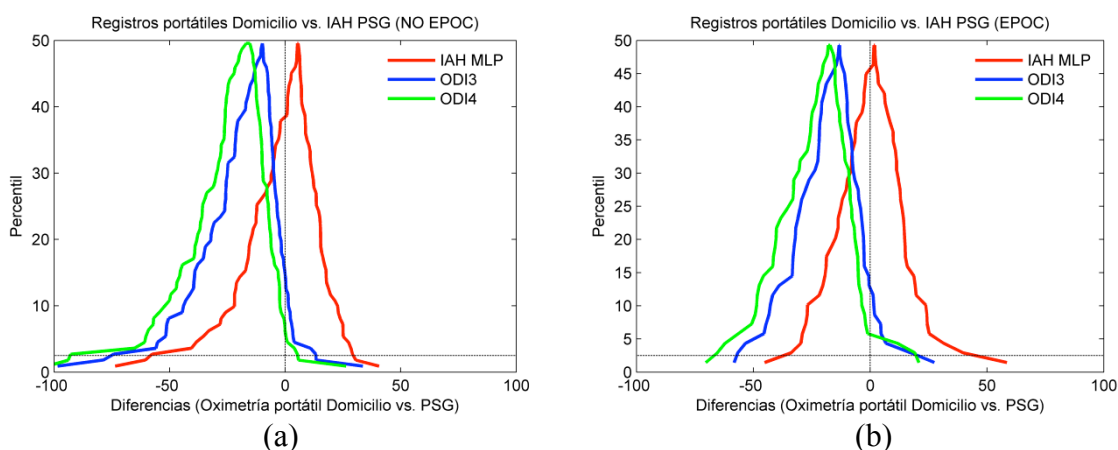 Registros portátiles Domicilio vs. IAH PSG (NO EPOC)
50
40
30
20
10
0
-100
-50
0
50
100
Percentil
Diferencias (Oximetría portátil Domicilio vs. PSG)
IAH MLP
ODI3
ODI4
(a)
Registros portátiles Domicilio vs. IAH PSG (EPOC)
50
45
40
35
30
25
20
15
10
5
0
-100
-50
0
50
100
Percentil
Diferencias (Oximetría portátil Domicilio vs. PSG)
IAH MLP
ODI3
ODI4
(b)